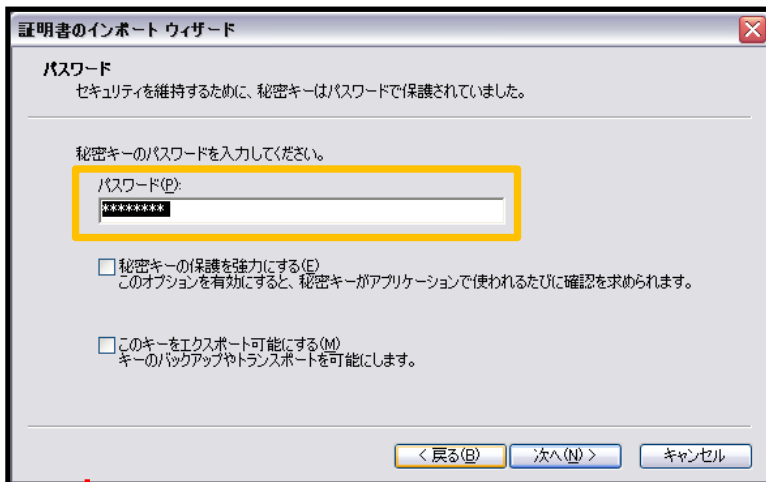 証明書のインポート ウィザード
パスワード
セキュリティを維持するために、秘密キーはパスワードで保護されていました。
秘密キーのパスワードを入力してください。
パスワード(P):
********
秘密キーの保護を強力にする(E)
このオプションを有効にすると、秘密キーがアプリケーションで使われるたびに確認を求められます。
このキーをエクスポート可能にする(M)
キーのバックアップやトランスポートを可能にします。
< 戻る(B) 次へ(N) > キャンセル